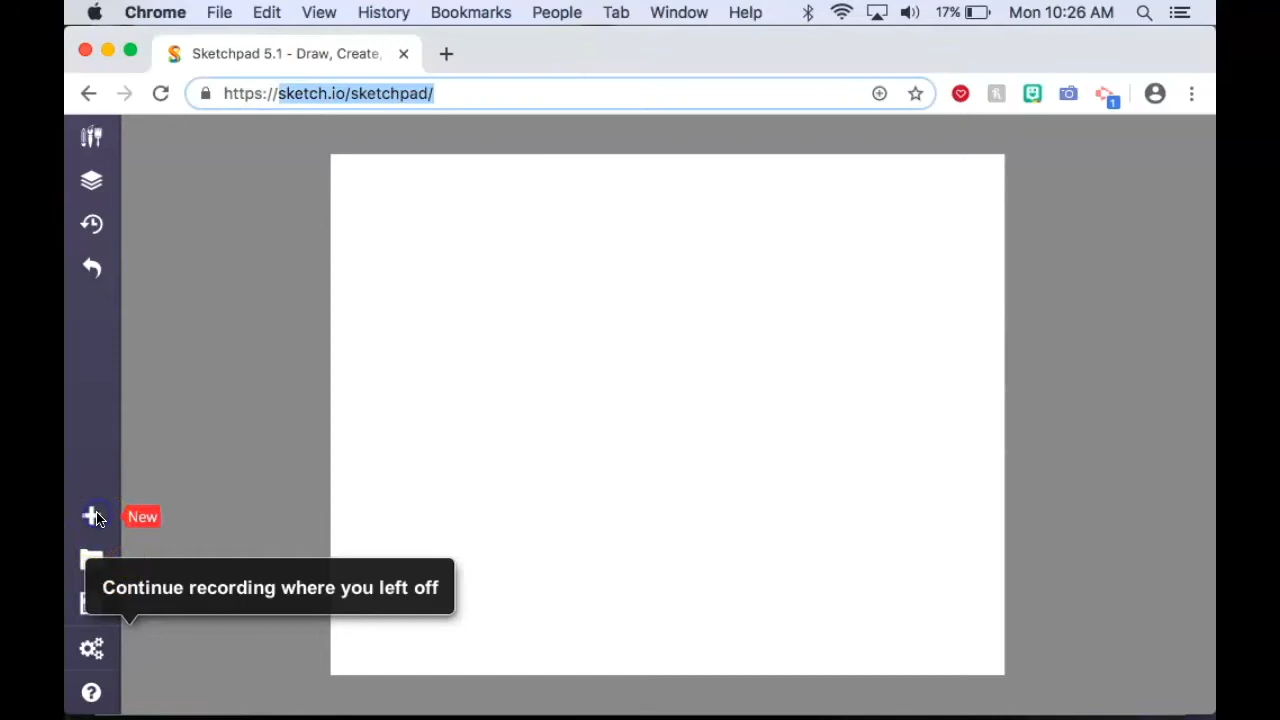 Chrome File Edit View History Bookmarks People Tab Window Help 17% Mon 10:26 AM
Sketchpad 5.1 - Draw, Create,
https://sketch.io/sketchpad/
1
New
Continue recording where you left off